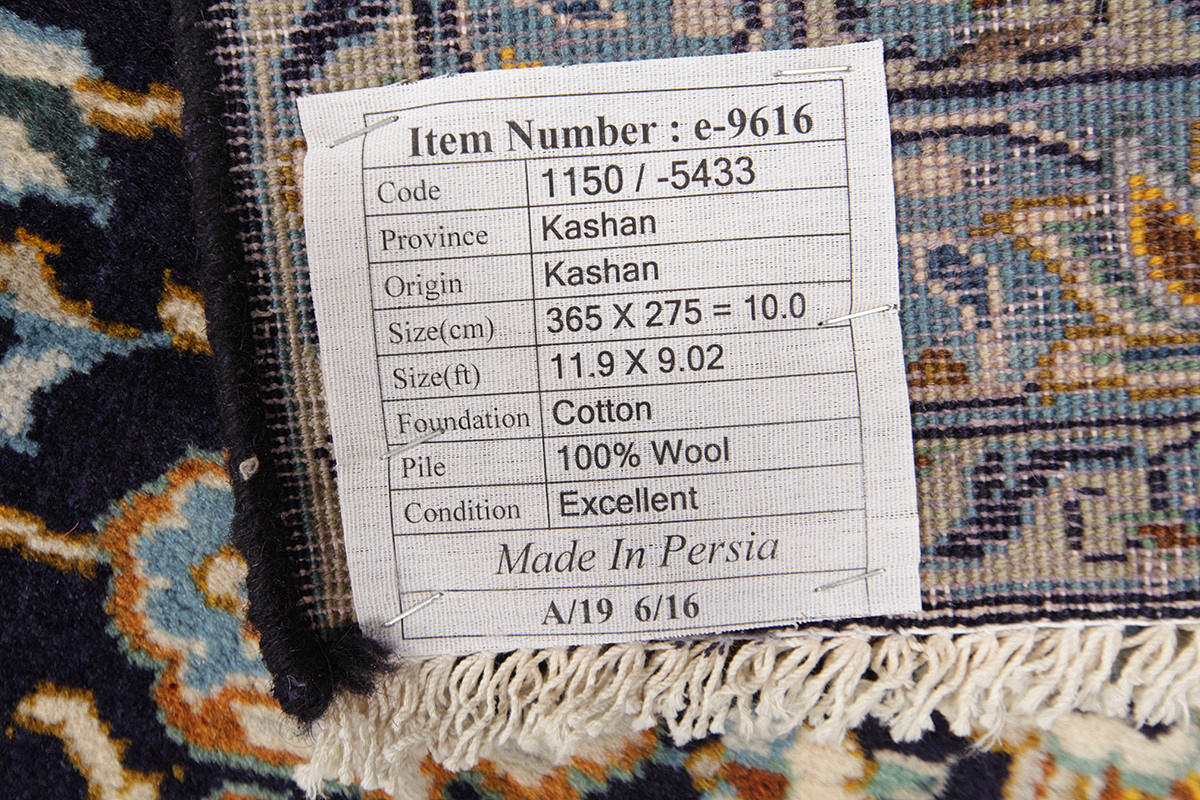 Item Number : e-9616
Code 1150 / -5433
Province Kashan
Origin Kashan
Size(cm) 365 X 275 = 10.0
Size(ft) 11.9 X 9.02
Foundation Cotton
Pile 100% Wool
Condition Excellent
Made In Persia
A/19 6/16